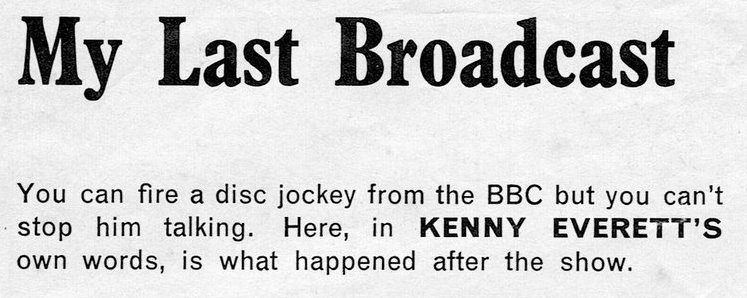 My Last Broadcast
You can fire a disc jockey from the BBC but you can't
stop him talking. Here, in KENNY EVERETT'S
own words, is what happened after the show.